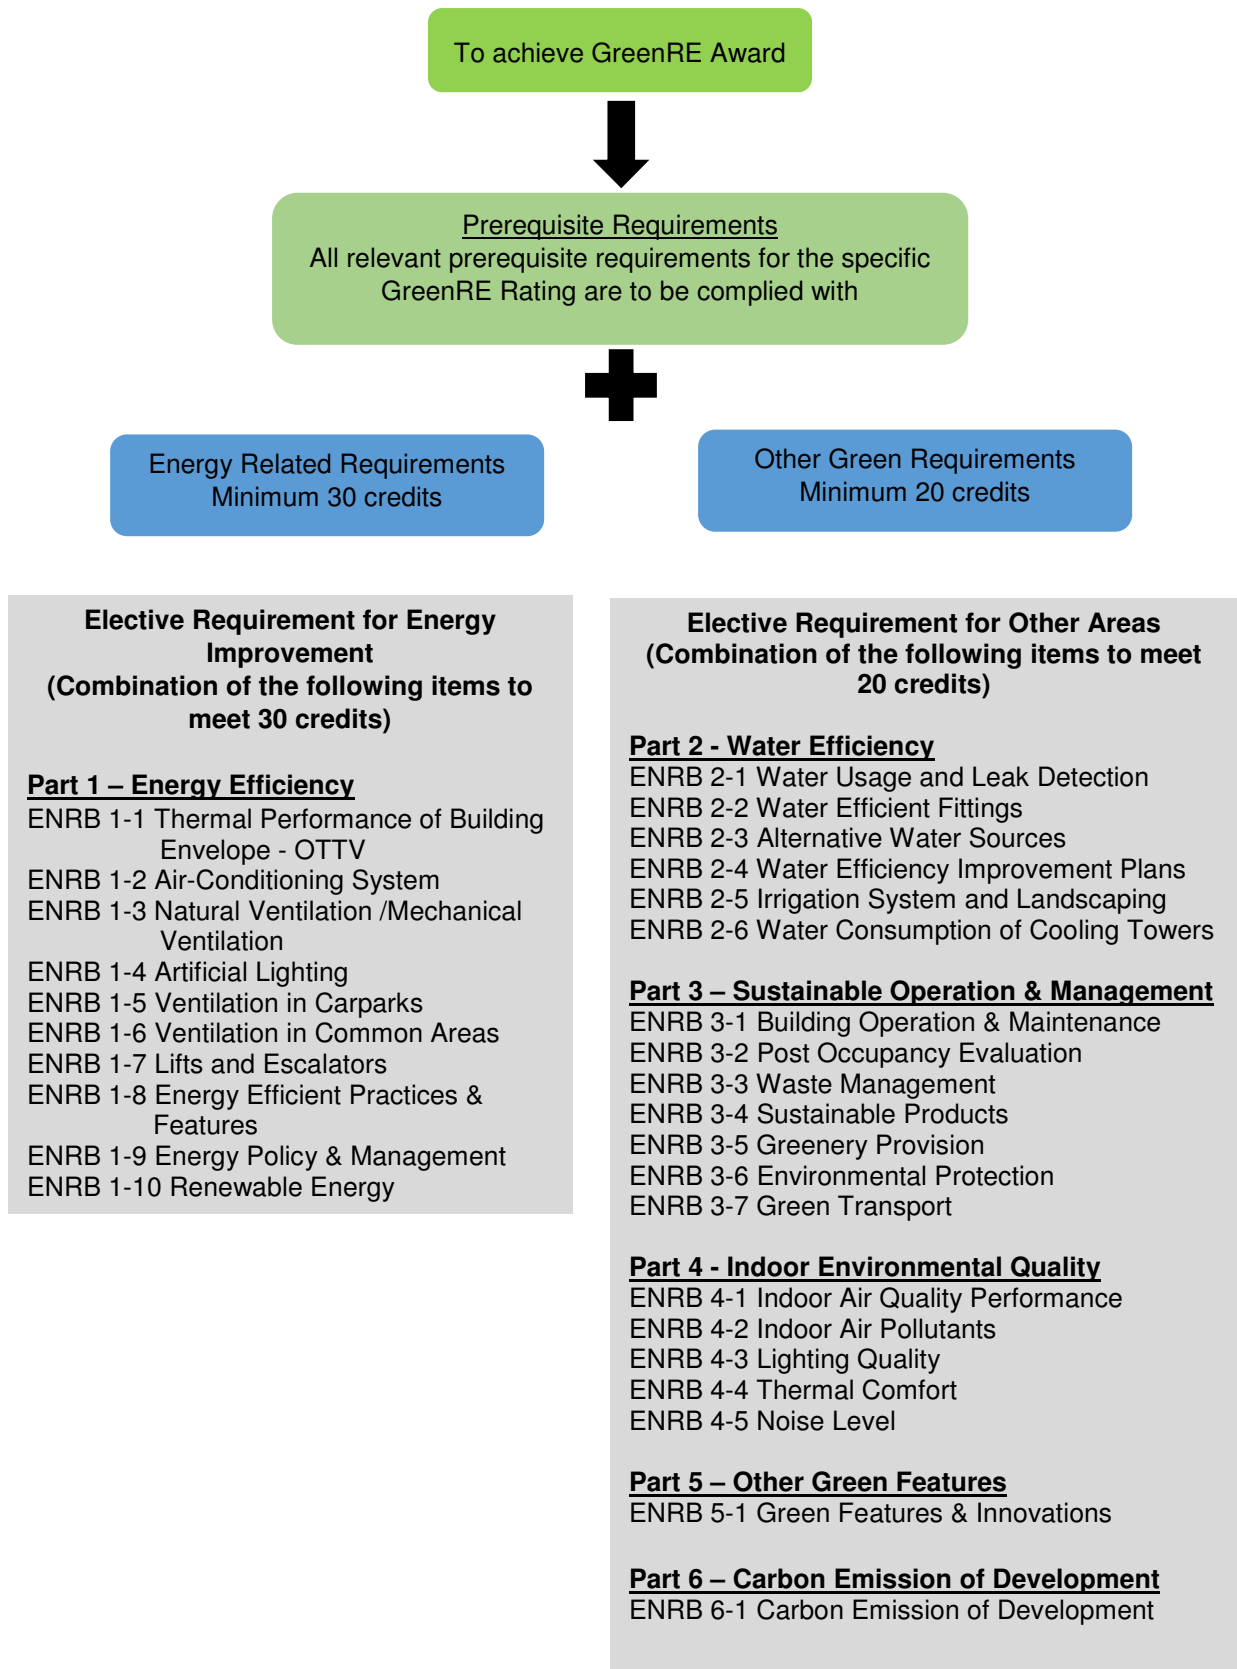 To achieve GreenRE Award
Prerequisite Requirements
All relevant prerequisite requirements for the specific
GreenRE Rating are to be complied with
Energy Related Requirements
Minimum 30 credits
Other Green Requirements
Minimum 20 credits
Elective Requirement for Energy
Improvement
(Combination of the following items to
meet 30 credits)
Part 1 – Energy Efficiency
ENRB 1-1 Thermal Performance of Building
Envelope - OTTV
ENRB 1-2 Air-Conditioning System
ENRB 1-3 Natural Ventilation /Mechanical
Ventilation
ENRB 1-4 Artificial Lighting
ENRB 1-5 Ventilation in Carparks
ENRB 1-6 Ventilation in Common Areas
ENRB 1-7 Lifts and Escalators
ENRB 1-8 Energy Efficient Practices &
Features
ENRB 1-9 Energy Policy & Management
ENRB 1-10 Renewable Energy
Elective Requirement for Other Areas
(Combination of the following items to meet
20 credits)
Part 2 - Water Efficiency
ENRB 2-1 Water Usage and Leak Detection
ENRB 2-2 Water Efficient Fittings
ENRB 2-3 Alternative Water Sources
ENRB 2-4 Water Efficiency Improvement Plans
ENRB 2-5 Irrigation System and Landscaping
ENRB 2-6 Water Consumption of Cooling Towers
Part 3 – Sustainable Operation & Management
ENRB 3-1 Building Operation & Maintenance
ENRB 3-2 Post Occupancy Evaluation
ENRB 3-3 Waste Management
ENRB 3-4 Sustainable Products
ENRB 3-5 Greenery Provision
ENRB 3-6 Environmental Protection
ENRB 3-7 Green Transport
Part 4 - Indoor Environmental Quality
ENRB 4-1 Indoor Air Quality Performance
ENRB 4-2 Indoor Air Pollutants
ENRB 4-3 Lighting Quality
ENRB 4-4 Thermal Comfort
ENRB 4-5 Noise Level
Part 5 – Other Green Features
ENRB 5-1 Green Features & Innovations
Part 6 – Carbon Emission of Development
ENRB 6-1 Carbon Emission of Development